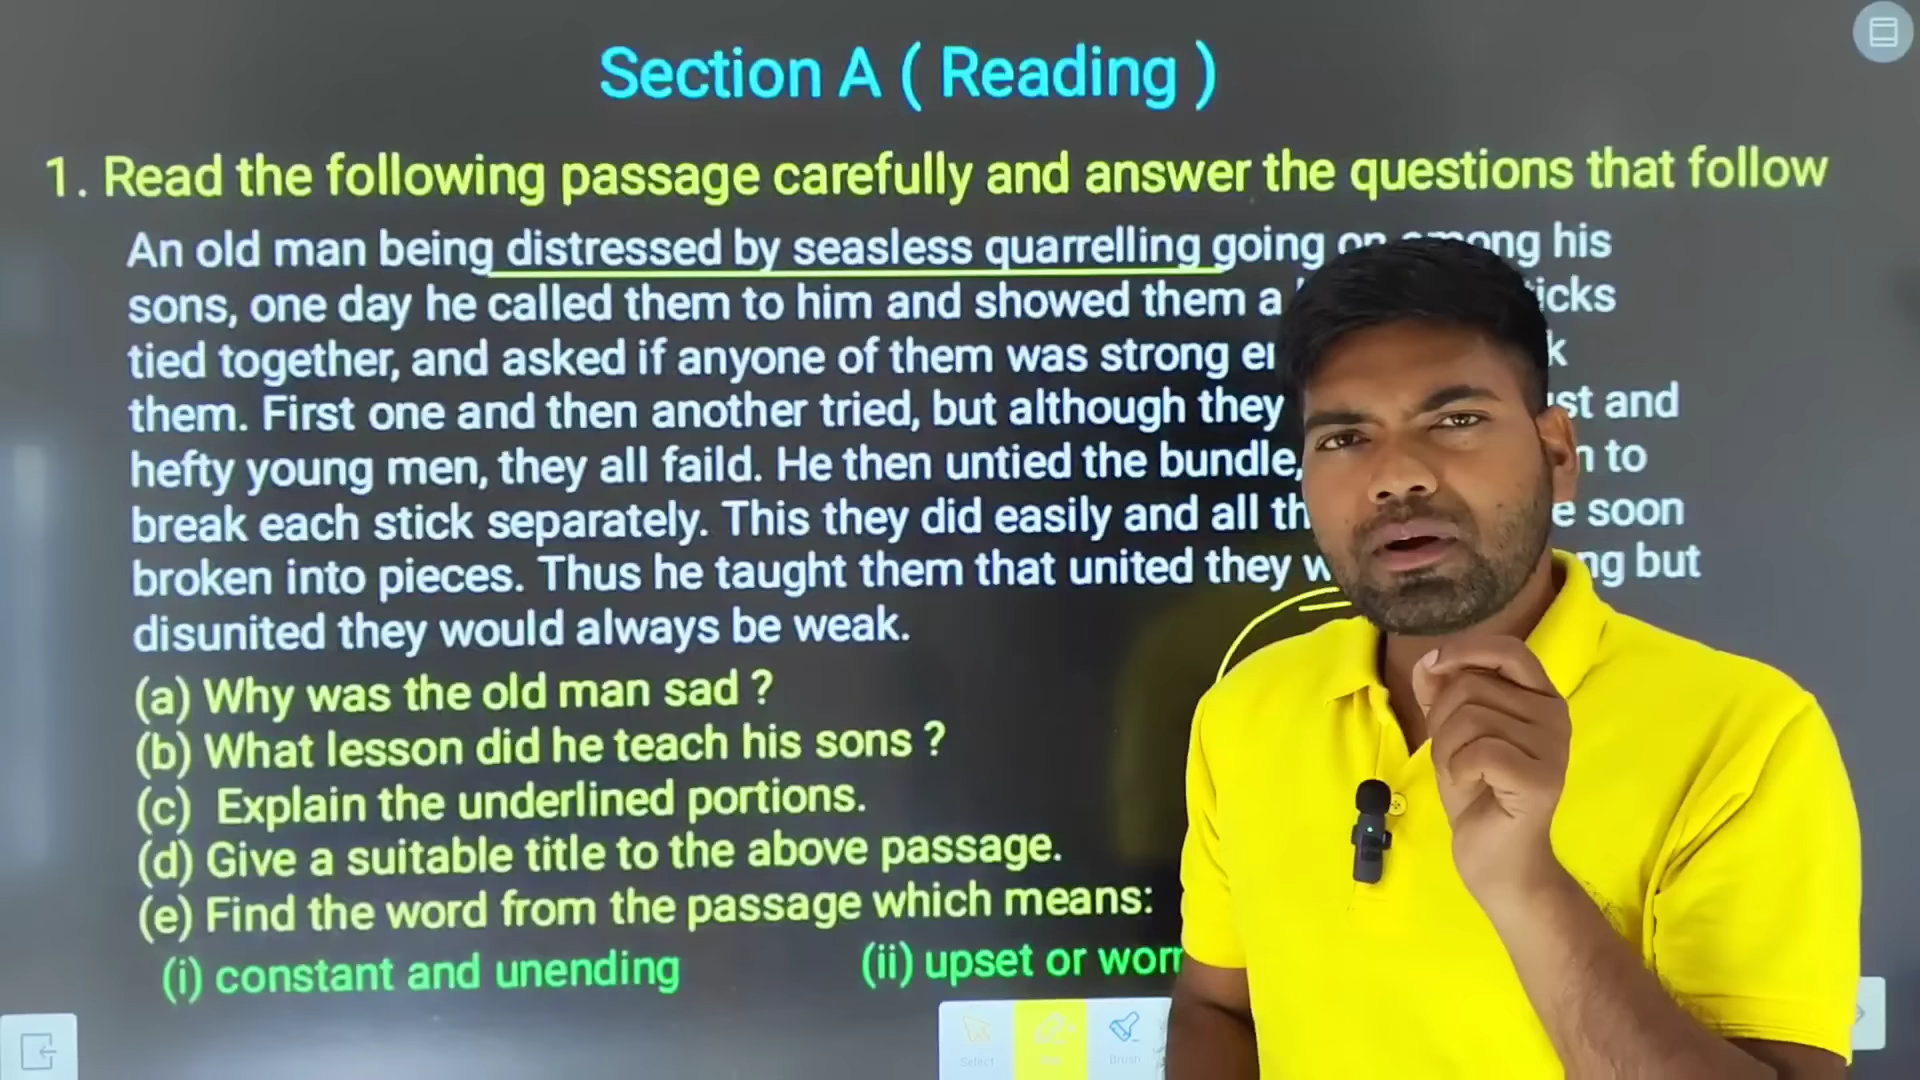 Section A ( Reading )
1. Read the following passage carefully and answer the questions that follow
An old man being distressed by seasless quarrelling going on among his
sons, one day he called them to him and showed them a
tied together, and asked if anyone of them was strong
them. First one and then another tried, but although they and
hefty young men, they all faild. He then untied the bundle, to
break each stick separately. This they did easily and all soon
broken into pieces. Thus he taught them that united they but
disunited they would always be weak.
(a) Why was the old man sad ?
(b) What lesson did he teach his sons ?
(c) Explain the underlined portions.
(d) Give a suitable title to the above passage.
(e) Find the word from the passage which means:
(i) constant and unending (ii) upset or
Select Brush